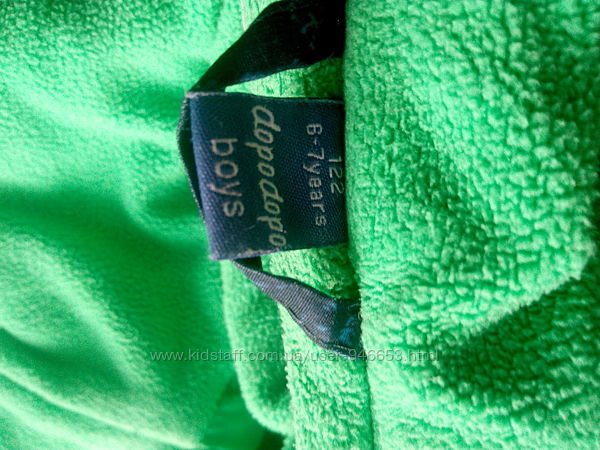 dopodopo
boys
122
6-7years
www.kidstaff.com.ua/user-946653.html